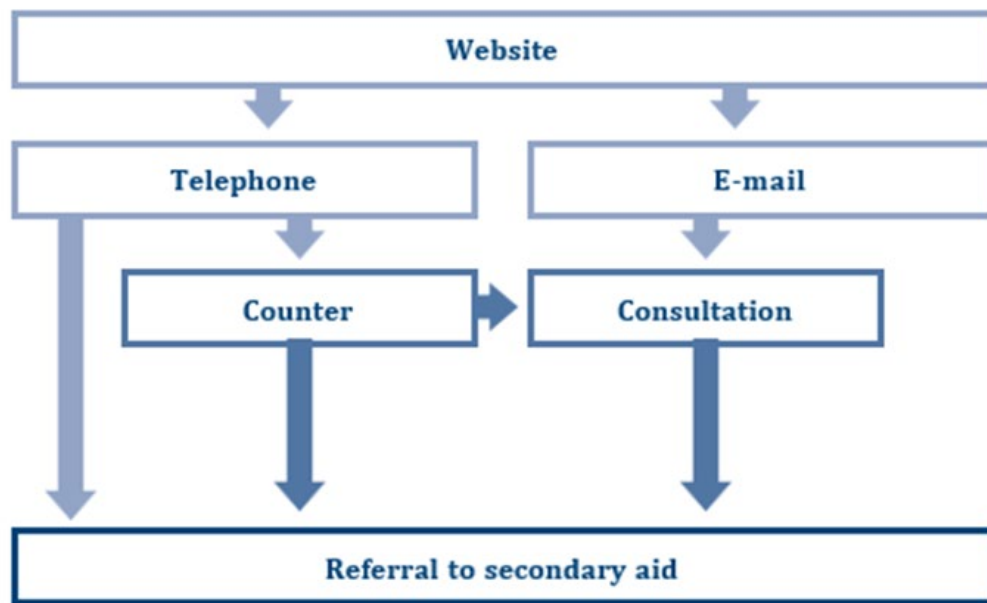 Website
Telephone
E-mail
Counter
Consultation
Referral to secondary aid